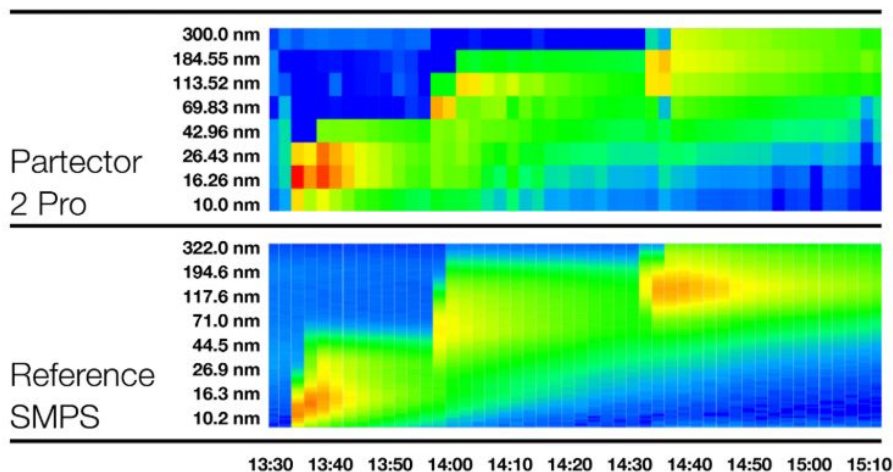 300.0 nm
184.55 nm
113.52 nm
69.83 nm
42.96 nm
26.43 nm
16.26 nm
10.0 nm
Partector
2 Pro
322.0 nm
194.6 nm
117.6 nm
71.0 nm
44.5 nm
26.9 nm
16.3 nm
10.2 nm
Reference
SMPS
13:30 13:40 13:50 14:00 14:10 14:20 14:30 14:40 14:50 15:00 15:10